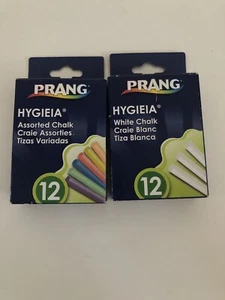 PRANG
HYGIEIA®
Assorted Chalk
Craie Assorties
Tizas Variadas
12
PRANG
HYGIEIA®
White Chalk
Craie Blanc
Tiza Blanca
12